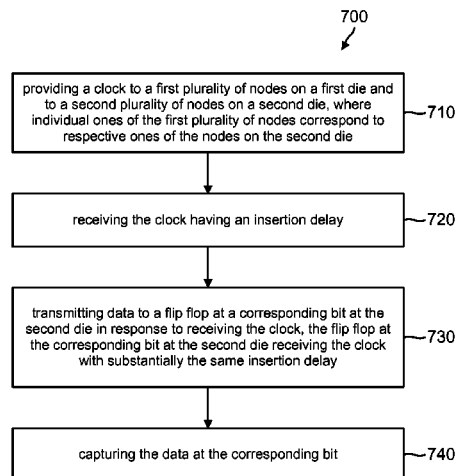 700
providing a clock to a first plurality of nodes on a first die and
to a second plurality of nodes on a second die, where
individual ones of the first plurality of nodes correspond to
respective ones of the nodes on the second die
710
receiving the clock having an insertion delay
720
transmitting data to a flip flop at a corresponding bit at the
second die in response to receiving the clock, the flip flop at
the corresponding bit at the second die receiving the clock
with substantially the same insertion delay
730
capturing the data at the corresponding bit
740